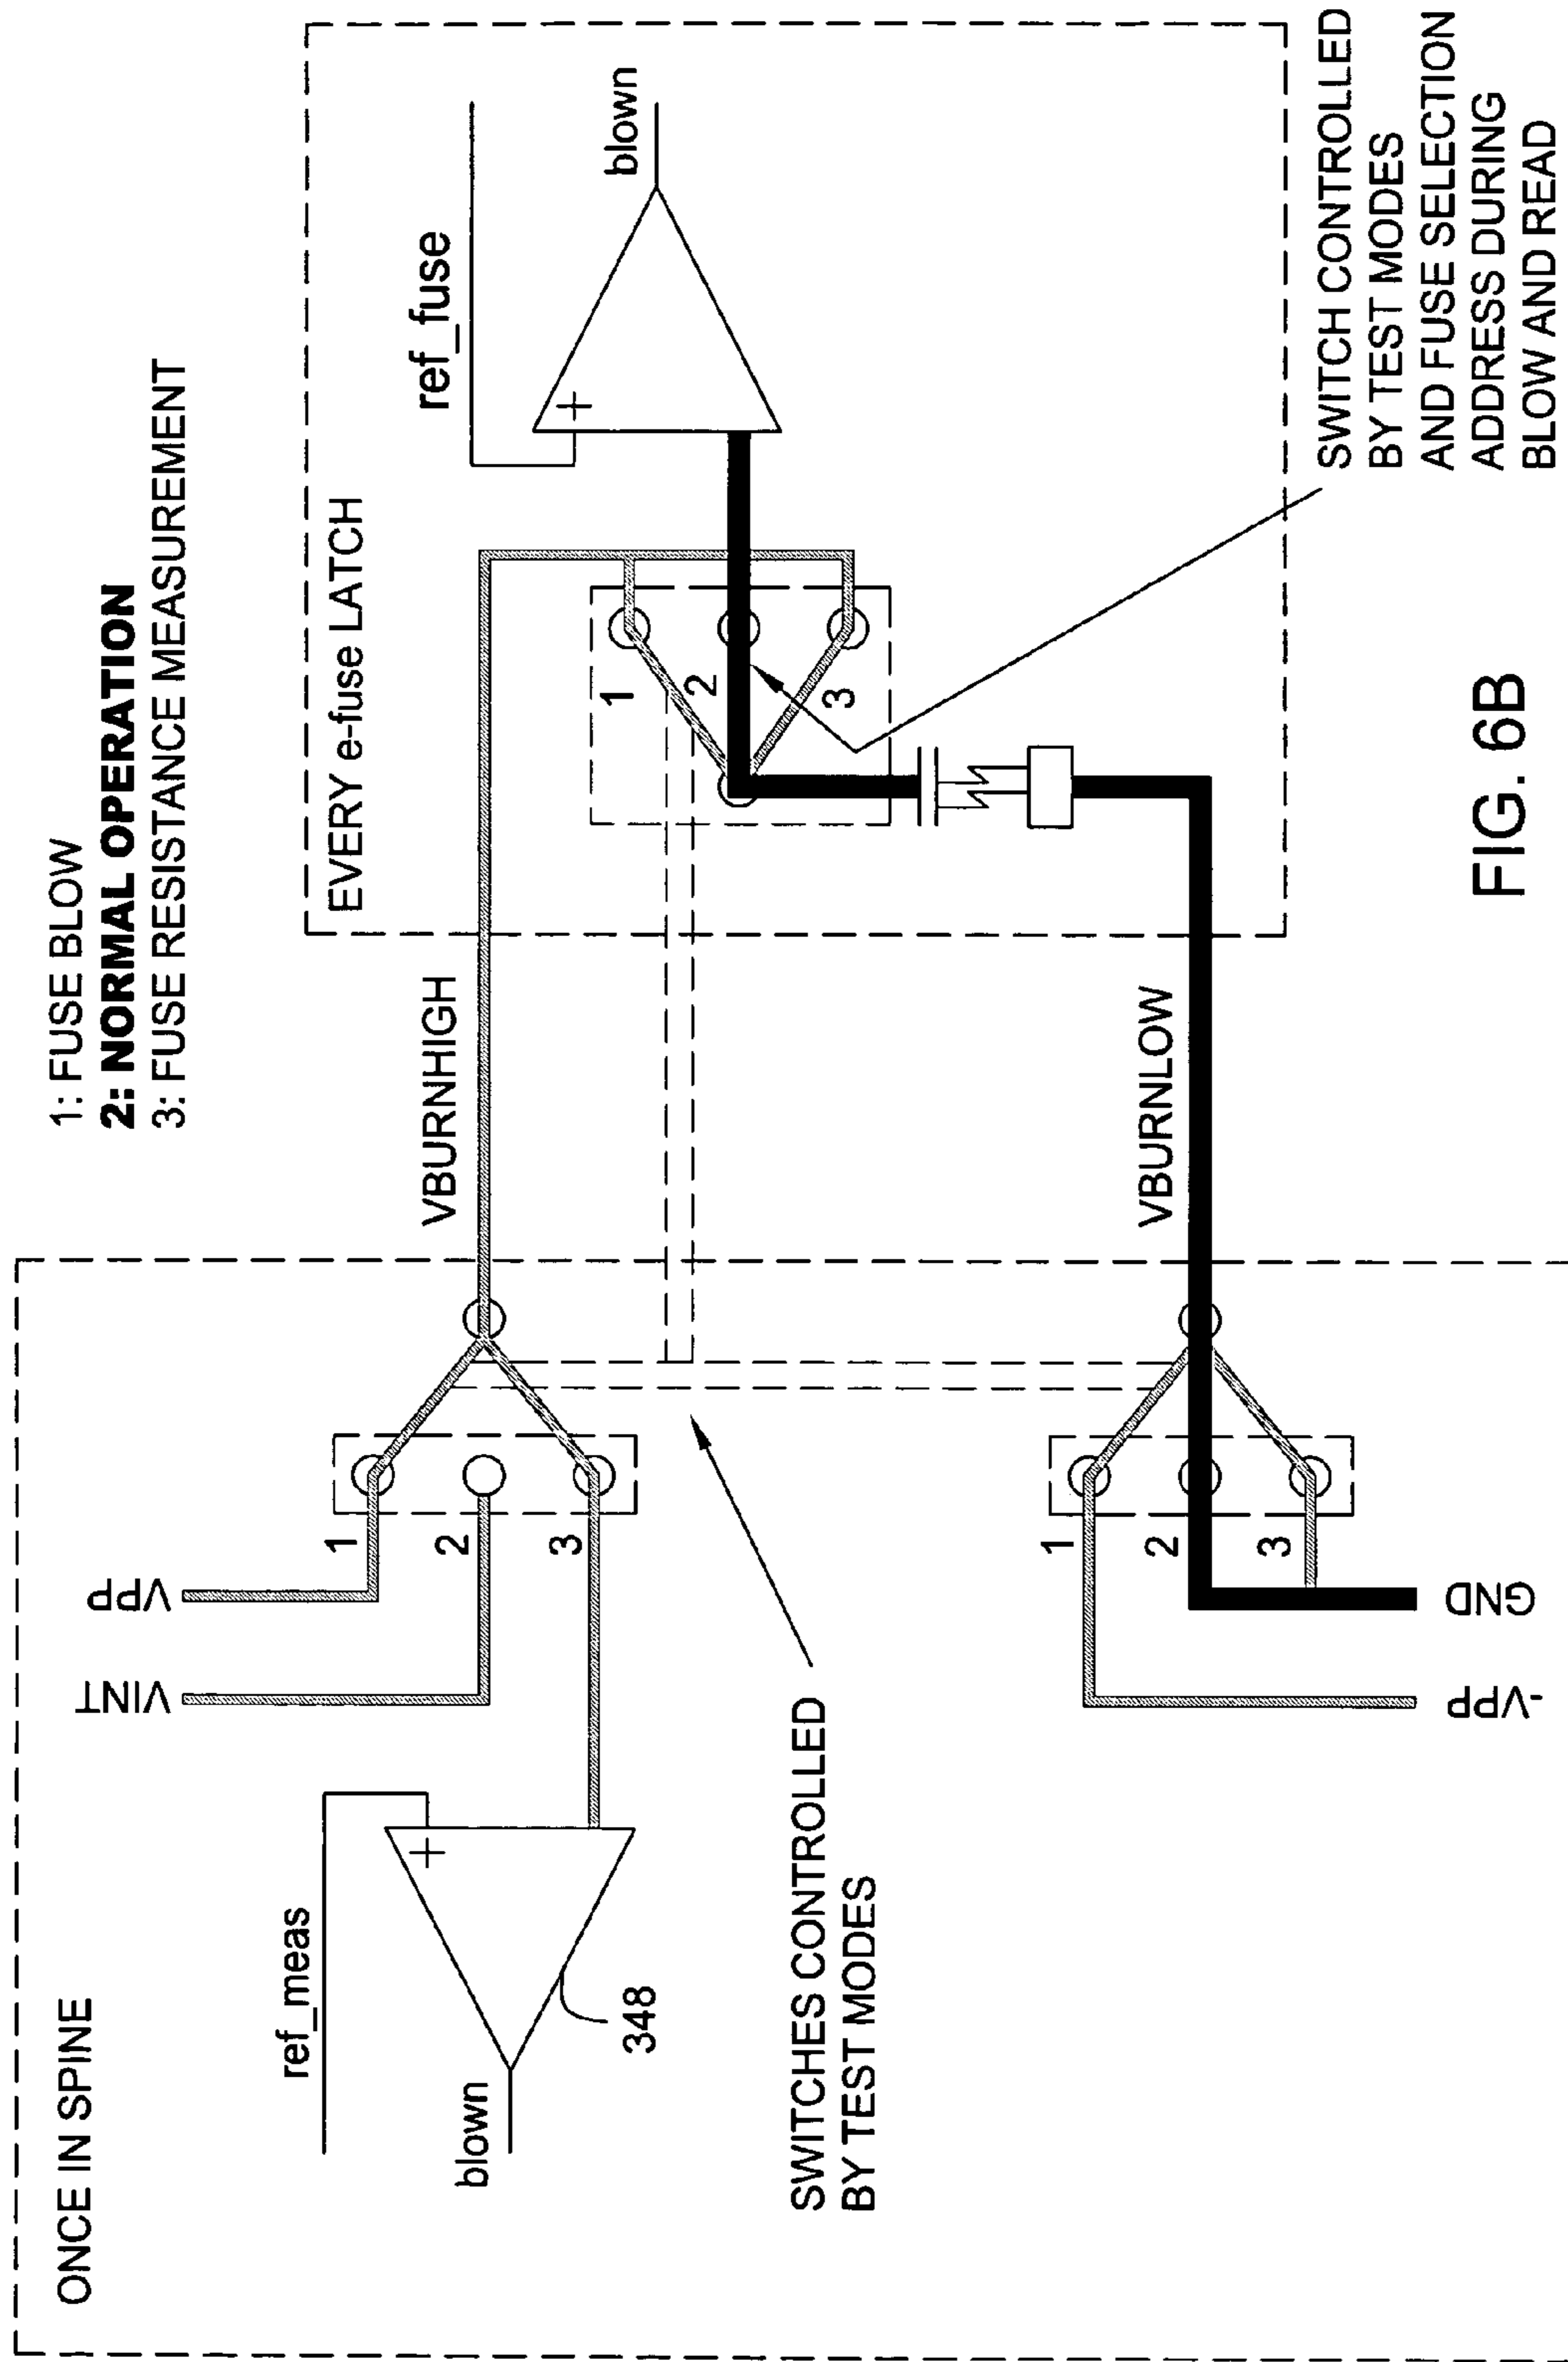 1: FUSE BLOW
2: NORMAL OPERATION
3: FUSE RESISTANCE MEASUREMENT
ONCE IN SPINE
VINT
VPP
ref_meas
blown
348
1
2
3
SWITCHES CONTROLLED
BY TEST MODES
VBURNHIGH
EVERY e-fuse LATCH
ref_fuse
blown
+
+
1
2
3
VBURNLOW
1
2
3
-VPP
GND
SWITCH CONTROLLED
BY TEST MODES
AND FUSE SELECTION
ADDRESS DURING
BLOW AND READ
FIG. 6B